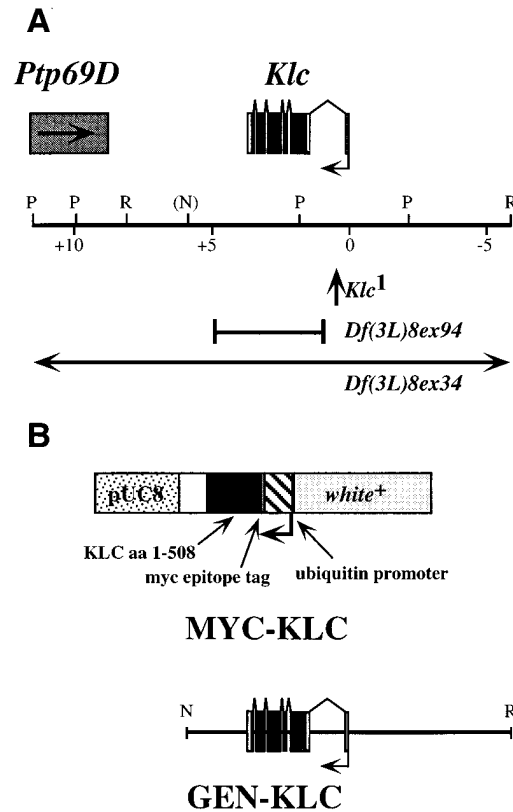 A
Ptp69D Klc
P P R (N) P P R
+10 +5 0 -5
Klc1
Df(3L)8ex94
Df(3L)8ex34
B
pUC8 white+
KLC aa 1-508
myc epitope tag
ubiquitin promoter
MYC-KLC
N R
GEN-KLC